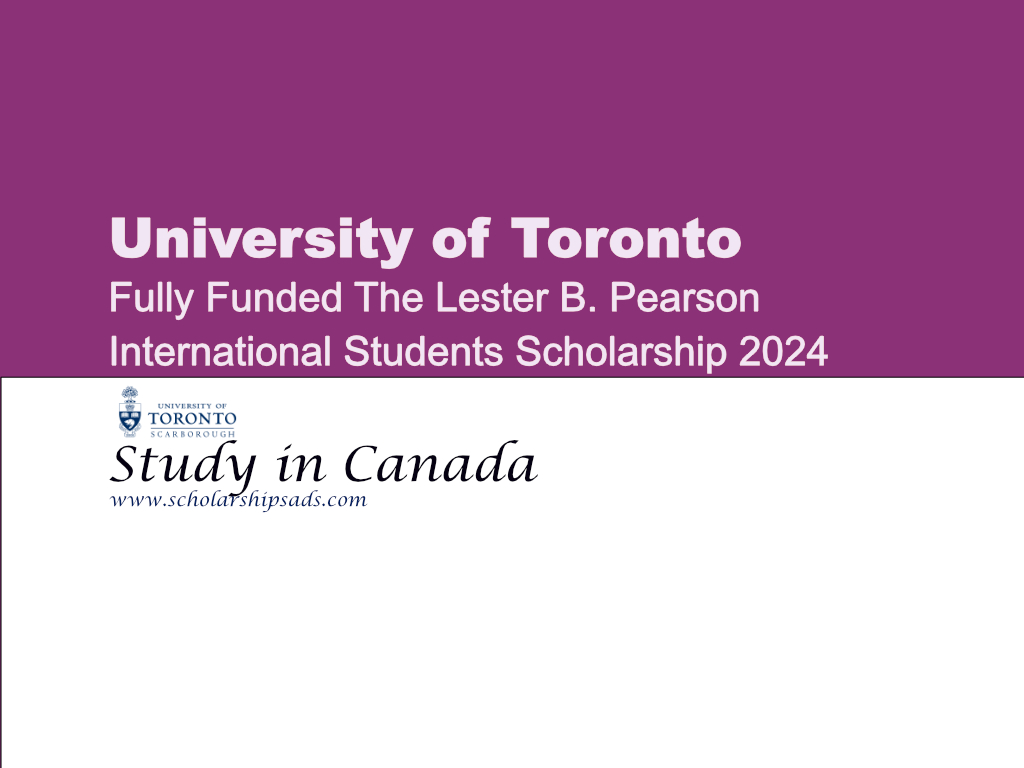 University of Toronto
Fully Funded The Lester B. Pearson
International Students Scholarship 2024
UNIVERSITY OF
TORONTO
SCARBOROUGH
Study in Canada
www.scholarshipsads.com